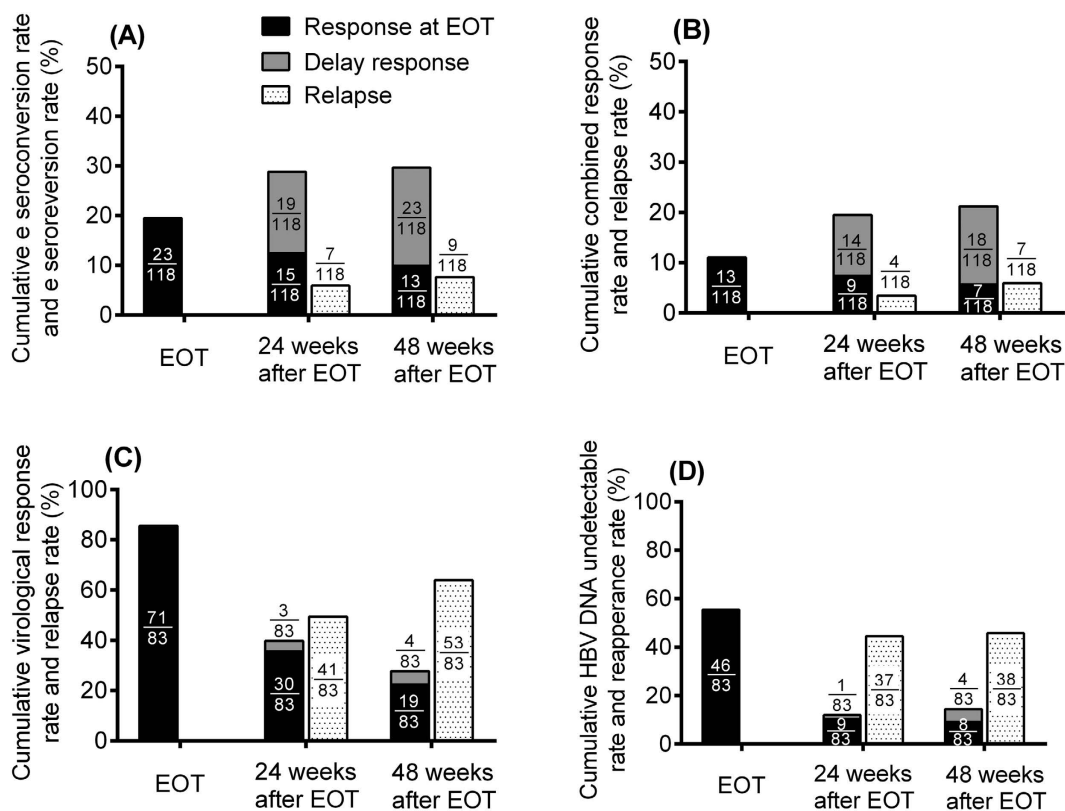 (A)
Response at EOT
Delay response
Relapse
Cumulative e seroconversion rate
and e seroreversion rate (%)
50
40
30
20
10
0
23
118
19
118
15
118
7
118
23
118
13
118
9
118
EOT
24 weeks
after EOT
48 weeks
after EOT
(B)
Cumulative combined response
rate and relapse rate (%)
50
40
30
20
10
0
13
118
14
118
9
118
4
118
18
118
7
118
7
118
EOT
24 weeks
after EOT
48 weeks
after EOT
(C)
Cumulative virological response
rate and relapse rate (%)
100
80
60
40
20
0
71
83
3
83
30
83
41
83
4
83
19
83
53
83
EOT
24 weeks
after EOT
48 weeks
after EOT
(D)
Cumulative HBV DNA undetectable
rate and reapperance rate (%)
100
80
60
40
20
0
46
83
1
83
9
83
37
83
4
83
8
83
38
83
EOT
24 weeks
after EOT
48 weeks
after EOT